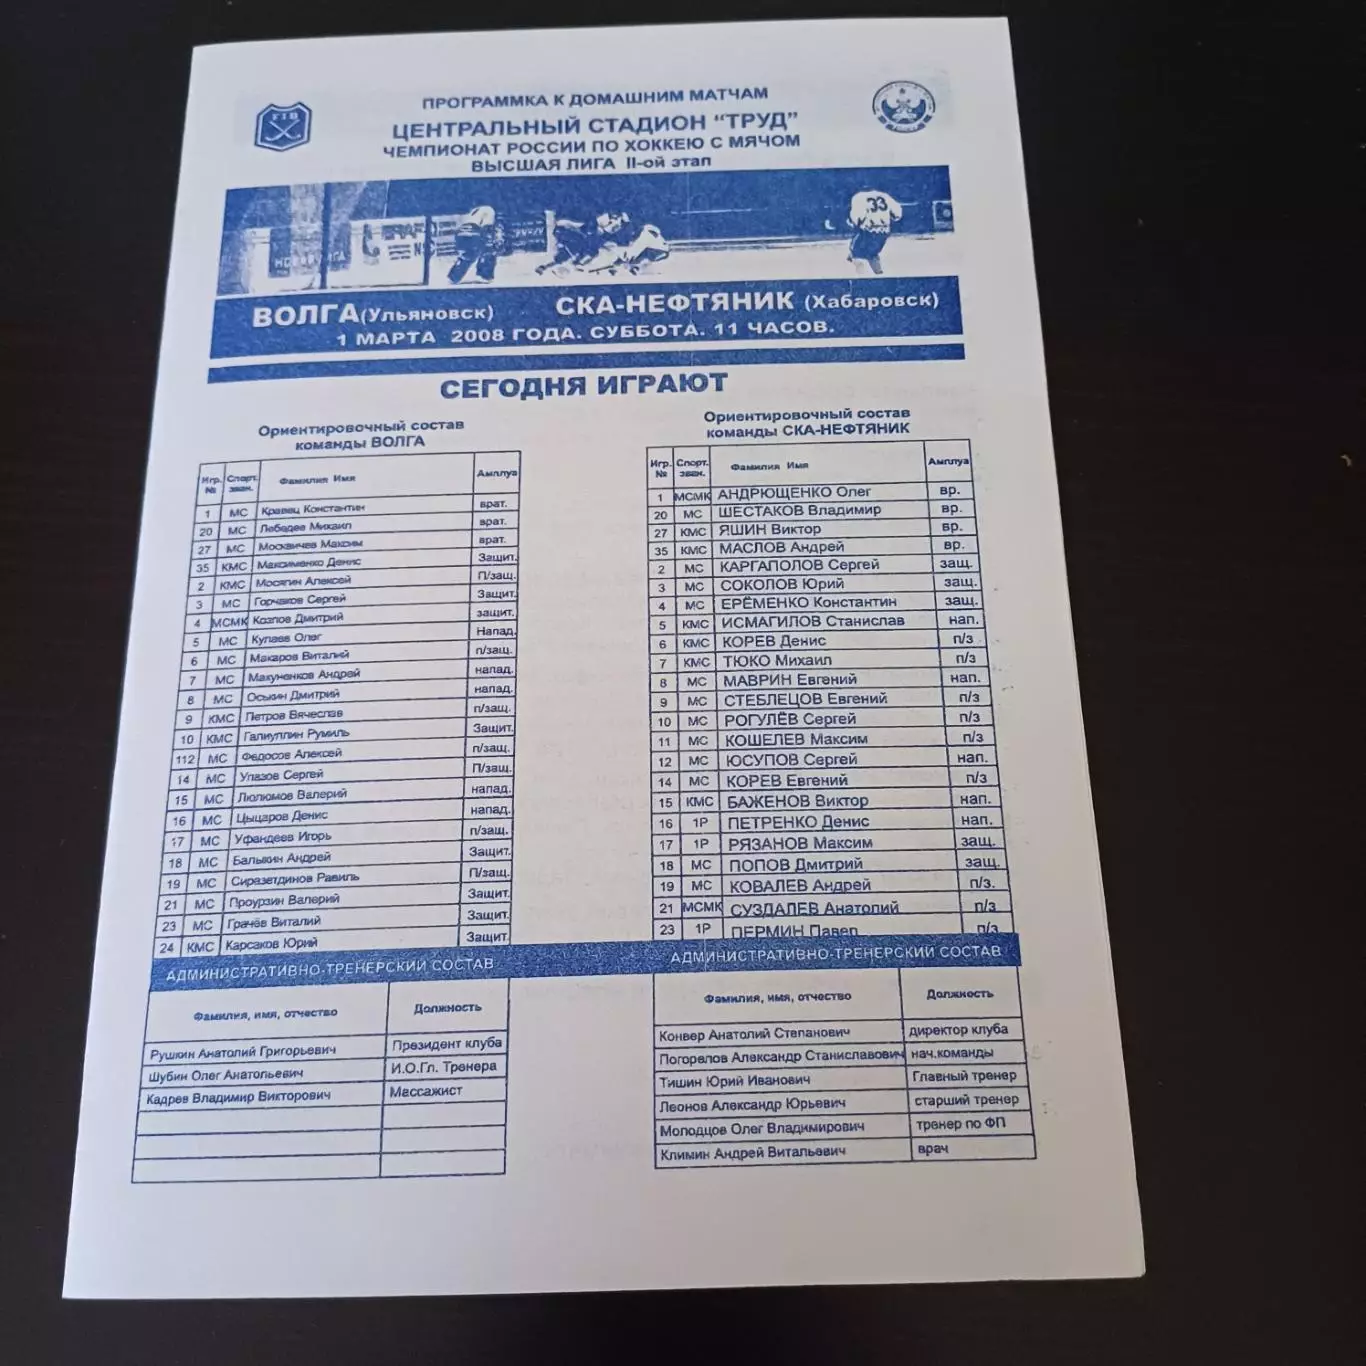 ПРОГРАММКА К ДОМАШНИМ МАТЧАМ
ЦЕНТРАЛЬНЫЙ СТАДИОН "ТРУД"
ЧЕМПИОНАТ РОССИИ ПО ХОККЕЮ С МЯЧОМ
ВЫСШАЯ ЛИГА II-ой этап
FIB
33
ВОЛГА (Ульяновск) СКА-НЕФТЯНИК (Хабаровск)
1 МАРТА 2008 ГОДА. СУББОТА. 11 ЧАСОВ.
СЕГОДНЯ ИГРАЮТ
Ориентировочный состав
команды ВОЛГА
Игр. № Спорт. зван. Фамилия Имя Амплуа
1 МС Кравец Константин врат.
20 МС Лебедев Михаил врат.
27 МС Москвичев Максим врат.
35 КМС Максименко Денис Защит.
2 КМС Мосягин Алексей П/защ.
3 МС Горчаков Сергей Защит.
4 МСМК Козлов Дмитрий защит.
5 МС Кулаев Олег Напад.
6 МС Макаров Виталий п/защ.
7 МС Махуненков Андрей напад.
8 МС Оськин Дмитрий напад.
9 КМС Петров Вячеслав п/защ.
10 КМС Галиуллин Румиль Защит.
112 МС Федосов Алексей п/защ.
14 МС Улазов Сергей П/защ.
15 МС Люлюмов Валерий напад.
16 МС Цыцаров Денис напад.
17 МС Уфандеев Игорь п/защ.
18 МС Балыкин Андрей Защит.
19 МС Сиразетдинов Равиль П/защ.
21 МС Проурзин Валерий Защит.
23 МС Грачёв Виталий Защит.
24 КМС Карсаков Юрий Защит.
АДМИНИСТРАТИВНО-ТРЕНЕРСКИЙ СОСТАВ
Фамилия, имя, отчество Должность
Рушкин Анатолий Григорьевич Президент клуба
Шубин Олег Анатольевич И.О.Гл. Тренера
Кадрев Владимир Викторович Массажист
Ориентировочный состав
команды СКА-НЕФТЯНИК
Игр. № Спорт. зван. Фамилия Имя Амплуа
1 МСМК АНДРЮЩЕНКО Олег вр.
20 МС ШЕСТАКОВ Владимир вр.
27 КМС ЯШИН Виктор вр.
35 КМС МАСЛОВ Андрей вр.
2 МС КАРГАПОЛОВ Сергей защ.
3 МС СОКОЛОВ Юрий защ.
4 МС ЕРЁМЕНКО Константин защ.
5 КМС ИСМАГИЛОВ Станислав нап.
6 КМС КОРЕВ Денис п/з
7 КМС ТЮКО Михаил п/з
8 МС МАВРИН Евгений нап.
9 МС СТЕБЛЕЦОВ Евгений п/з
10 МС РОГУЛЁВ Сергей п/з
11 МС КОШЕЛЕВ Максим п/з
12 МС ЮСУПОВ Сергей нап.
14 МС КОРЕВ Евгений п/з
15 КМС БАЖЕНОВ Виктор нап.
16 1Р ПЕТРЕНКО Денис нап.
17 1Р РЯЗАНОВ Максим защ.
18 МС ПОПОВ Дмитрий защ.
19 МС КОВАЛЕВ Андрей п/з.
21 МСМК СУЗДАЛЕВ Анатолий п/з
23 1Р ПЕРМИН Павел п/з
АДМИНИСТРАТИВНО-ТРЕНЕРСКИЙ СОСТАВ
Фамилия, имя, отчество Должность
Конвер Анатолий Степанович директор клуба
Погорелов Александр Станиславович нач.команды
Тишин Юрий Иванович Главный тренер
Леонов Александр Юрьевич старший тренер
Молодцов Олег Владимирович тренер по ФП
Климин Андрей Витальевич врач